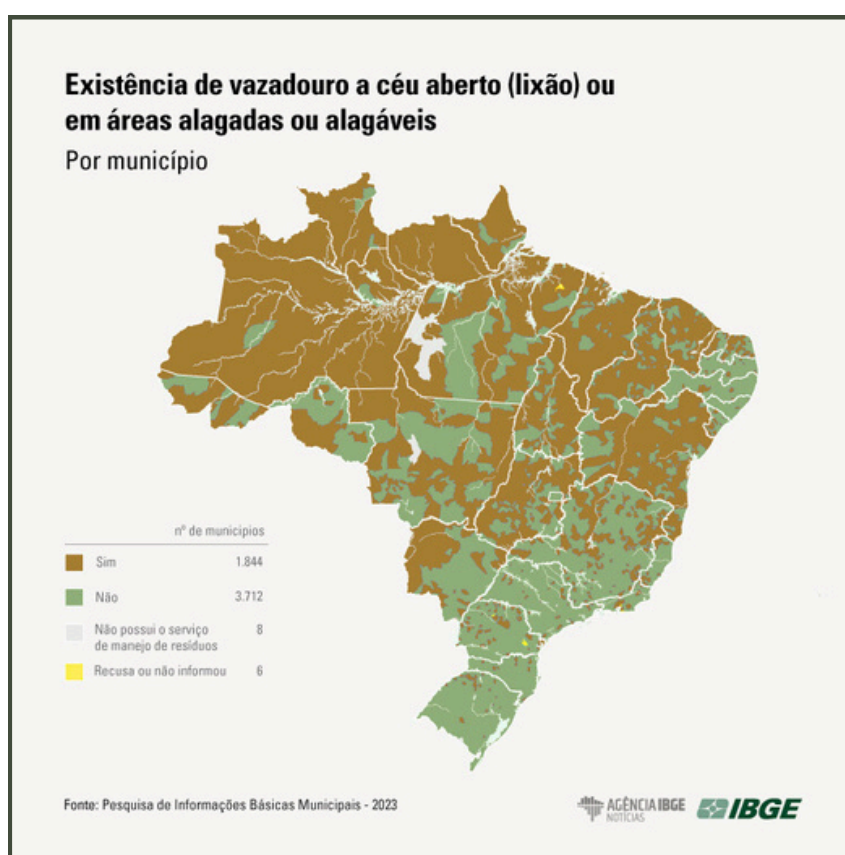 Existência de vazadouro a céu aberto (lixão) ou
em áreas alagadas ou alagáveis
Por município
nº de municipios
Sim 1.844
Não 3.712
Não possui o serviço 8
de manejo de resíduos
Recusa ou não informou 6
Fonte: Pesquisa de Informações Básicas Municipais - 2023
AGÊNCIA IBGE
NOTÍCIAS
IBGE